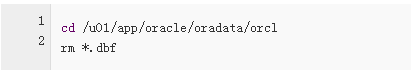 1 cd /u01/app/oracle/oradata/orcl
2 rm *.dbf